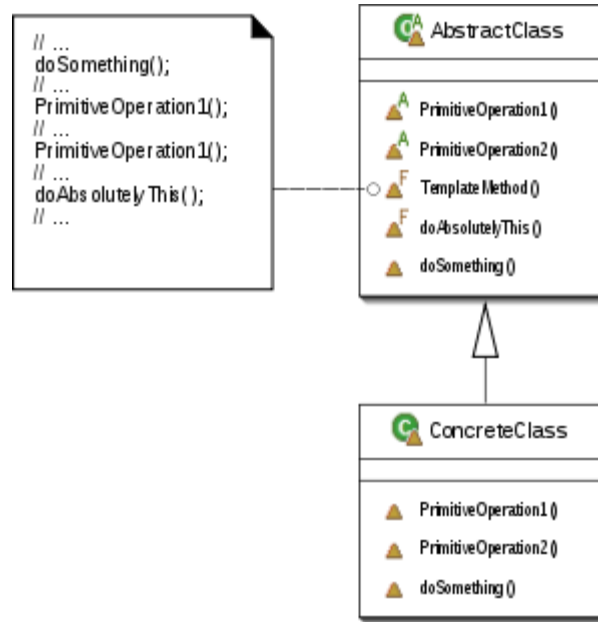 // ...
doSomething();
// ...
PrimitiveOperation1();
// ...
PrimitiveOperation1();
// ...
doAbsolutelyThis();
// ...
C A AbstractClass
A PrimitiveOperation1()
A PrimitiveOperation2()
F TemplateMethod()
F doAbsolutelyThis()
doSomething()
C ConcreteClass
PrimitiveOperation1()
PrimitiveOperation2()
doSomething()